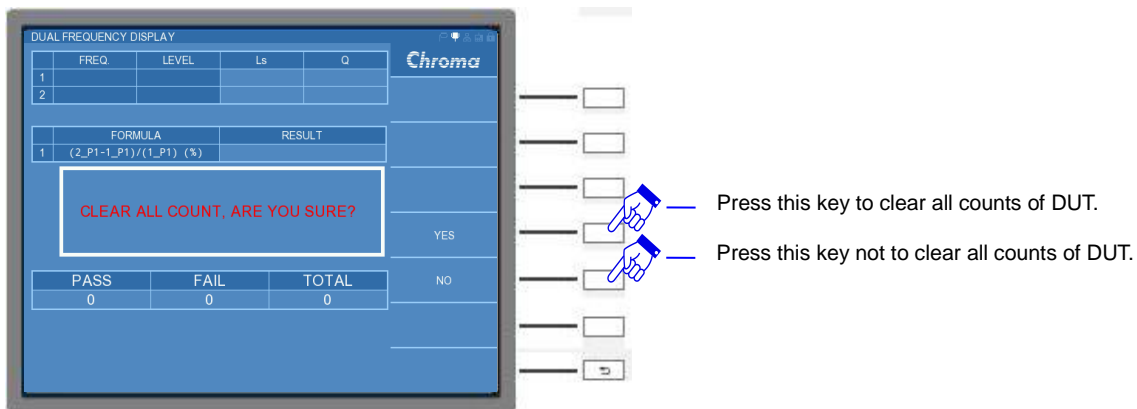 DUAL FREQUENCY DISPLAY
Chroma
FREQ. LEVEL Ls Q
1
2
FORMULA RESULT
1 (2_P1-1_P1)/(1_P1) (%)
CLEAR ALL COUNT, ARE YOU SURE?
YES
NO
PASS FAIL TOTAL
0 0 0
Press this key to clear all counts of DUT.
Press this key not to clear all counts of DUT.